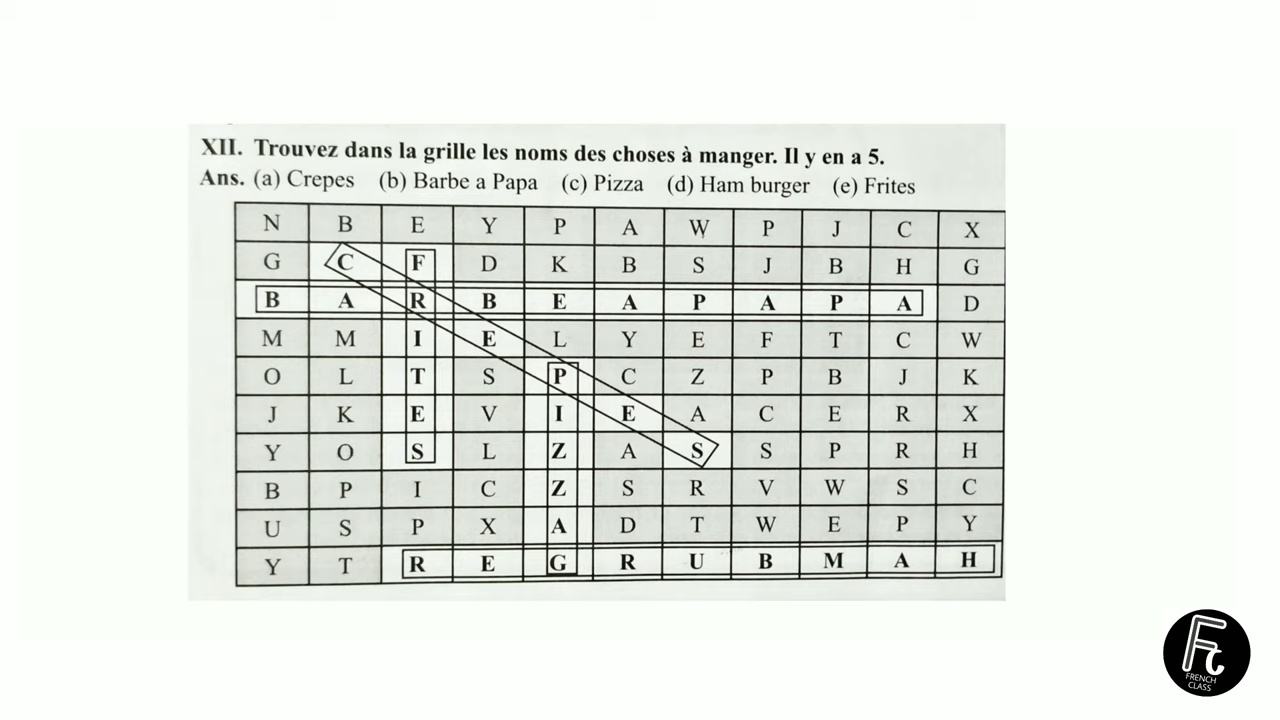 XII. Trouvez dans la grille les noms des choses à manger. Il y en a 5.
Ans. (a) Crepes (b) Barbe a Papa (c) Pizza (d) Ham burger (e) Frites
N B E Y P A W P J C X
G C F D K B S J B H G
B A R B E A P A P A D
M M I E L Y E F T C W
O L T S P C Z P B J K
J K E V I E A C E R X
Y O S L Z A S S P R H
B P I C Z S R V W S C
U S P X A D T W E P Y
Y T R E G R U B M A H
Fc
FRENCH
CLASS